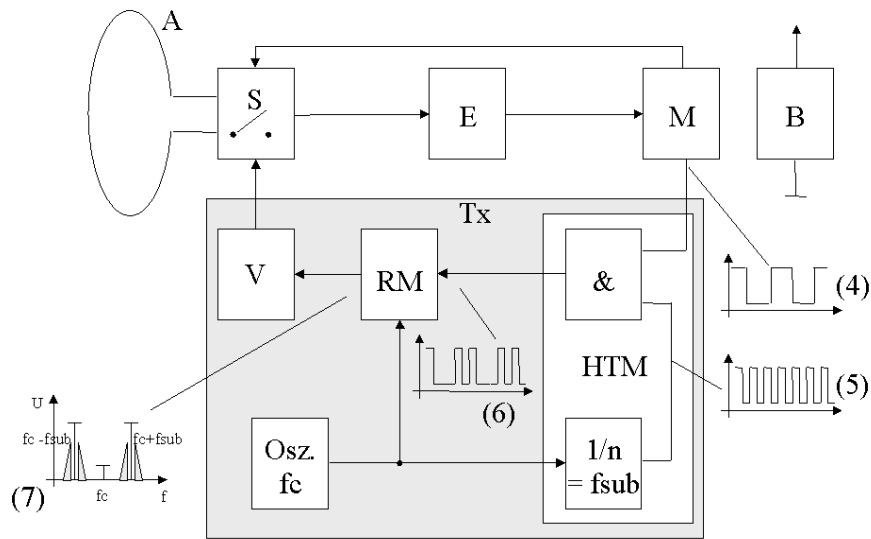 A
S
E
M
B
Tx
V
RM
&
(4)
HTM
(5)
(6)
U
fc -fsub
fc+fsub
Osz.
fc
1/n
= fsub
(7)
fc
f